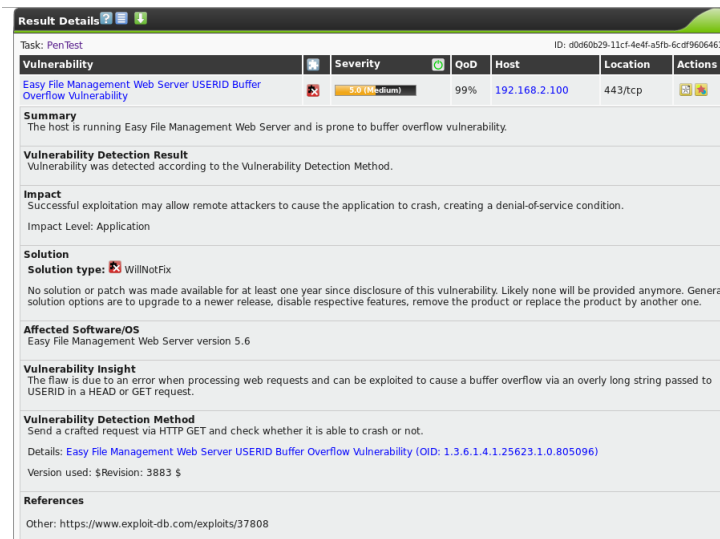 Result Details
Task: PenTest
ID: d0d60b29-11cf-4e4f-a5fb-6cdf9606463
Vulnerability Severity QoD Host Location Actions
Easy File Management Web Server USERID Buffer
Overflow Vulnerability
5.0 (Medium) 99% 192.168.2.100 443/tcp
Summary
The host is running Easy File Management Web Server and is prone to buffer overflow vulnerability.
Vulnerability Detection Result
Vulnerability was detected according to the Vulnerability Detection Method.
Impact
Successful exploitation may allow remote attackers to cause the application to crash, creating a denial-of-service condition.
Impact Level: Application
Solution
Solution type: WillNotFix
No solution or patch was made available for at least one year since disclosure of this vulnerability. Likely none will be provided anymore. Genera
solution options are to upgrade to a newer release, disable respective features, remove the product or replace the product by another one.
Affected Software/OS
Easy File Management Web Server version 5.6
Vulnerability Insight
The flaw is due to an error when processing web requests and can be exploited to cause a buffer overflow via an overly long string passed to
USERID in a HEAD or GET request.
Vulnerability Detection Method
Send a crafted request via HTTP GET and check whether it is able to crash or not.
Details: Easy File Management Web Server USERID Buffer Overflow Vulnerability (OID: 1.3.6.1.4.1.25623.1.0.805096)
Version used: $Revision: 3883 $
References
Other: https://www.exploit-db.com/exploits/37808